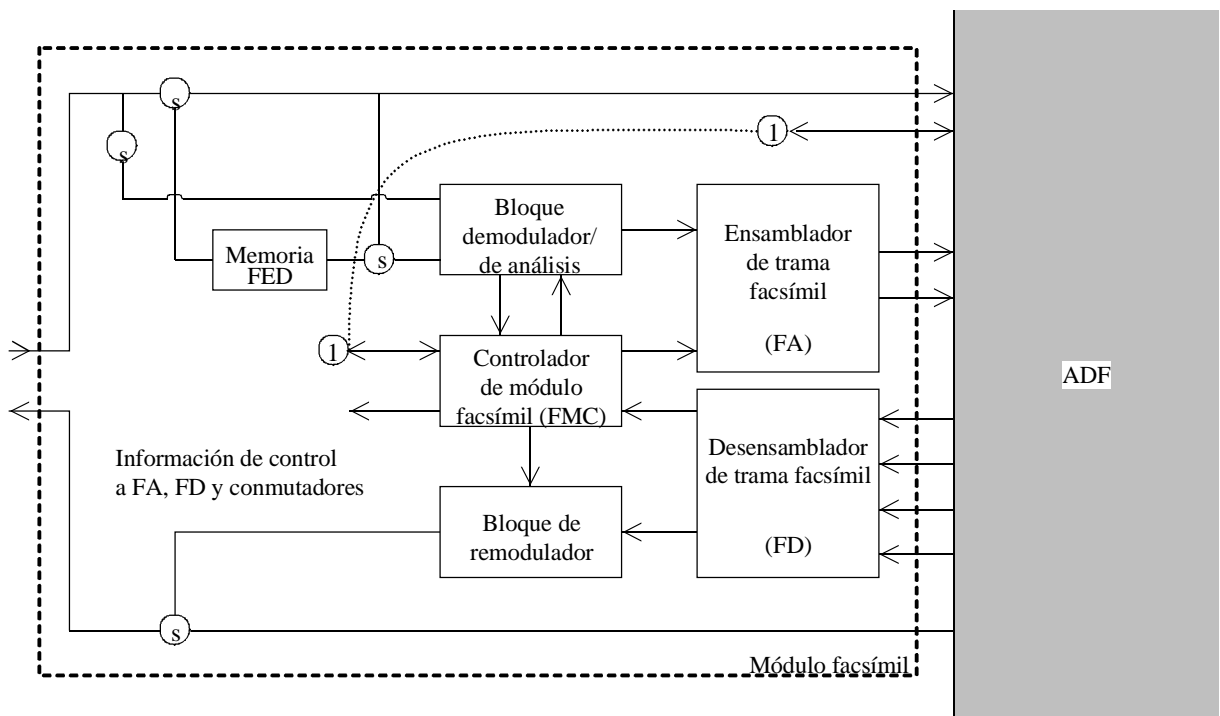 s
s
1
Bloque
demodulador/
de análisis
Ensamblador
de trama
facsímil
(FA)
Memoria
FED
s
1
Controlador
de módulo
facsímil (FMC)
ADF
Desensamblador
de trama facsímil
(FD)
Información de control
a FA, FD y conmutadores
Bloque de
remodulador
s
Módulo facsímil